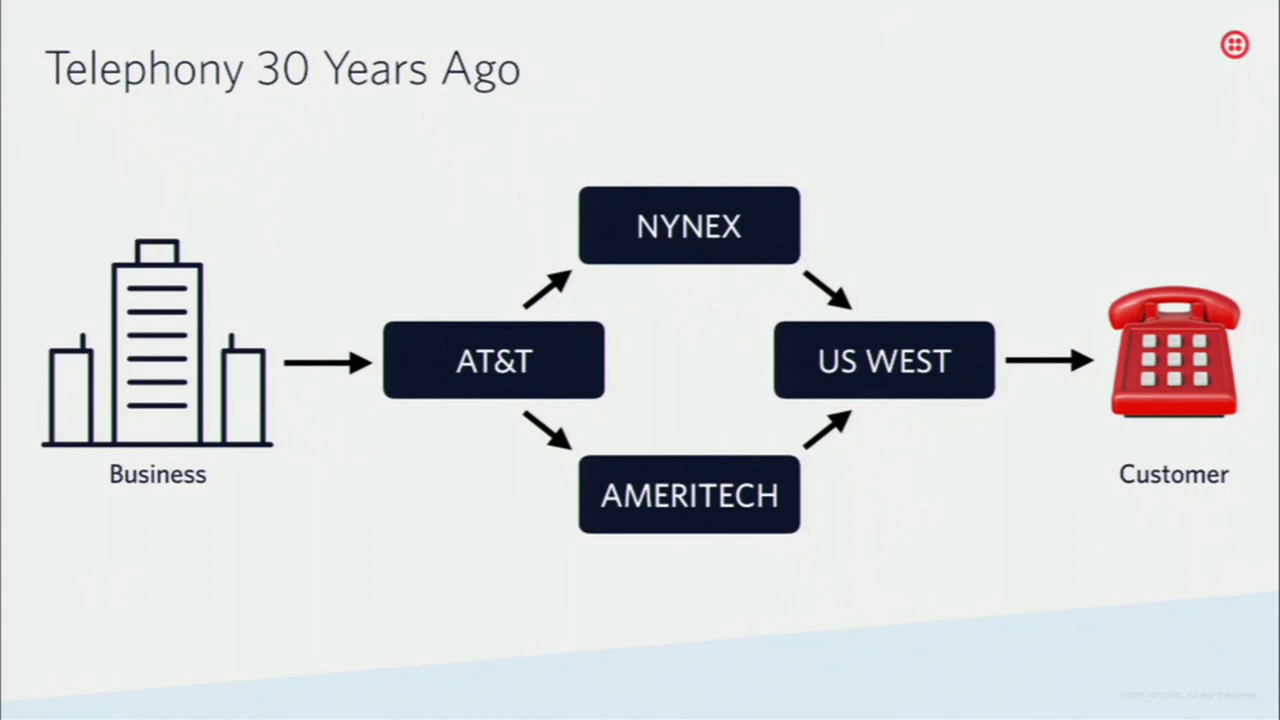 Telephony 30 Years Ago
NYNEX
AT&T
US WEST
AMERITECH
Business
Customer